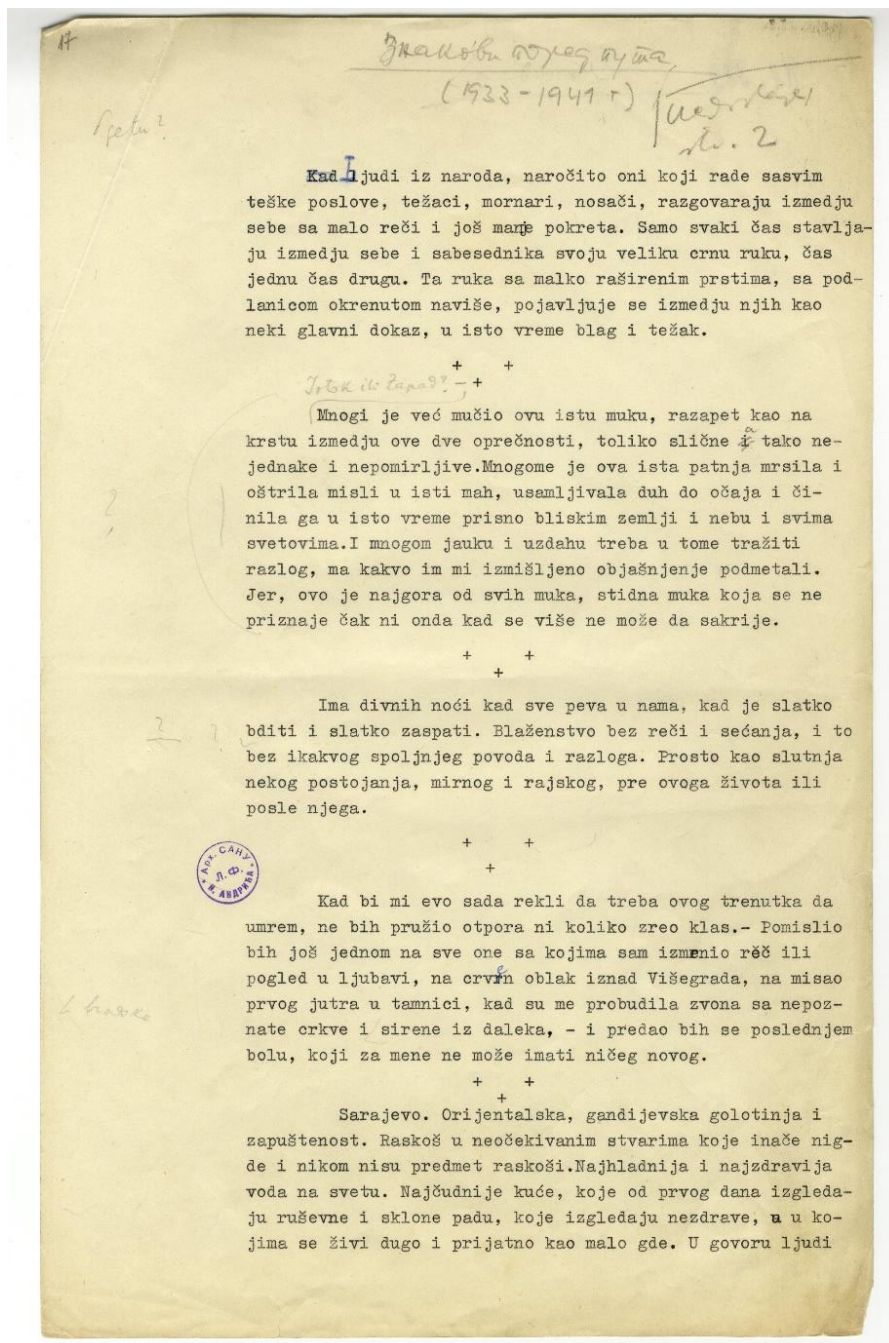 17
Знакови поред пута
(1933-1941 г)
str. 2
Kad Ljudi iz naroda, naročito oni koji rade sasvim
teške poslove, težaci, mornari, nosači, razgovaraju izmedju
sebe sa malo reči i još manje pokreta. Samo svaki čas stavlja-
ju izmedju sebe i sabesednika svoju veliku crnu ruku, čas
jednu čas drugu. Ta ruka sa malko raširenim prstima, sa pod-
lanicom okrenutom naviše, pojavljuje se izmedju njih kao
neki glavni dokaz, u isto vreme blag i težak.
+ +
Istok ili Zapad? - +
Mnogi je već mučio ovu istu muku, razapet kao na
krstu izmedju ove dve oprečnosti, toliko slične a tako ne-
jednake i nepomirljive.Mnogome je ova ista patnja mrsila i
? oštrila misli u isti mah, usamljivala duh do očaja i či-
nila ga u isto vreme prisno bliskim zemlji i nebu i svima
svetovima.I mnogom jauku i uzdahu treba u tome tražiti
razlog, ma kakvo im mi izmišljeno objašnjenje podmetali.
Jer, ovo je najgora od svih muka, stidna muka koja se ne
priznaje čak ni onda kad se više ne može da sakrije.
+ +
+
Ima divnih noći kad sve peva u nama, kad je slatko
? ? bditi i slatko zaspati. Blaženstvo bez reči i sećanja, i to
bez ikakvog spoljnjeg povoda i razloga. Prosto kao slutnja
nekog postojanja, mirnog i rajskog, pre ovoga života ili
posle njega.
+ +
+
Арх. САНУ
Л.Ф.
И. АНДРИЋА
Kad bi mi evo sada rekli da treba ovog trenutka da
umrem, ne bih pružio otpora ni koliko zreo klas.- Pomislio
bih još jednom na sve one sa kojima sam izmenio reč ili
pogled u ljubavi, na crven oblak iznad Višegrada, na misao
prvog jutra u tamnici, kad su me probudila zvona sa nepoz-
nate crkve i sirene iz daleka, - i predao bih se poslednjem
bolu, koji za mene ne može imati ničeg novog.
+ +
+
Sarajevo. Orijentalska, gandijevska golotinja i
zapuštenost. Raskoš u neočekivanim stvarima koje inače nig-
de i nikom nisu predmet raskoši.Najhladnija i najzdravija
voda na svetu. Najčudnije kuće, koje od prvog dana izgleda-
ju ruševne i sklone padu, koje izgledaju nezdrave, u u ko-
jima se živi dugo i prijatno kao malo gde. U govoru ljudi